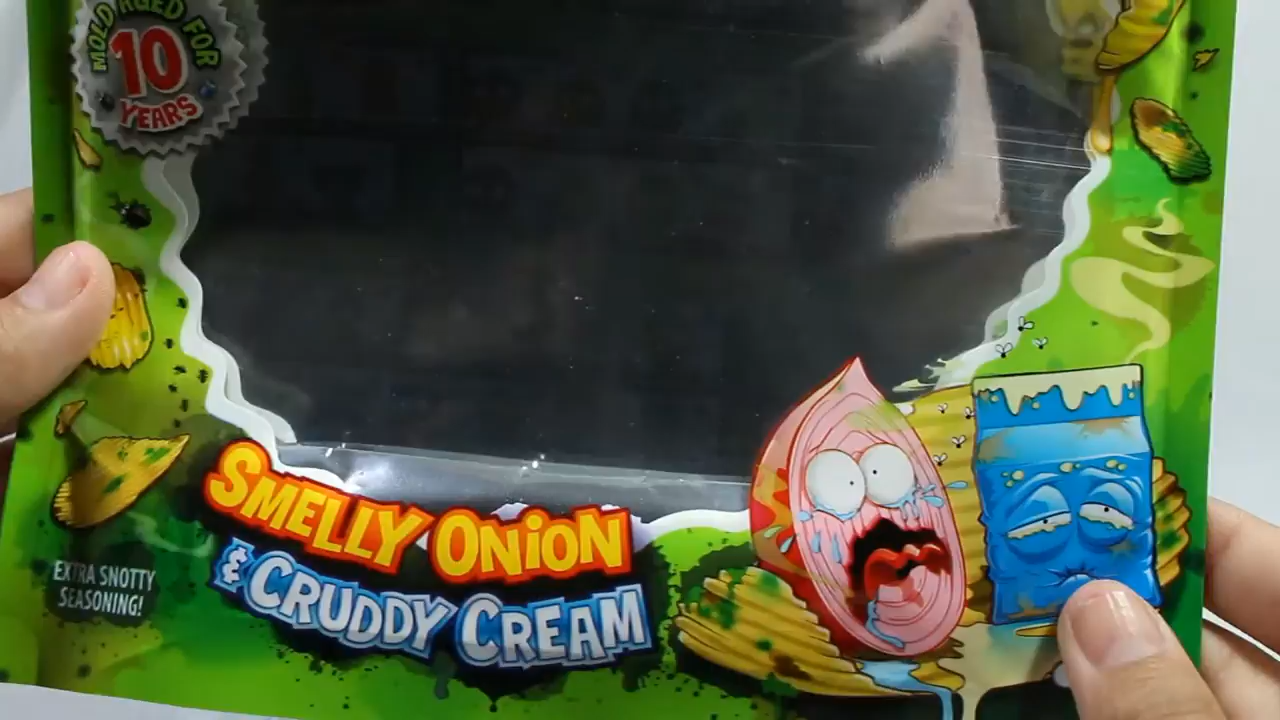 MOLD AGED FOR
10
YEARS
SMELLY ONION
& CRUDDY CREAM
EXTRA SNOTTY
SEASONING!